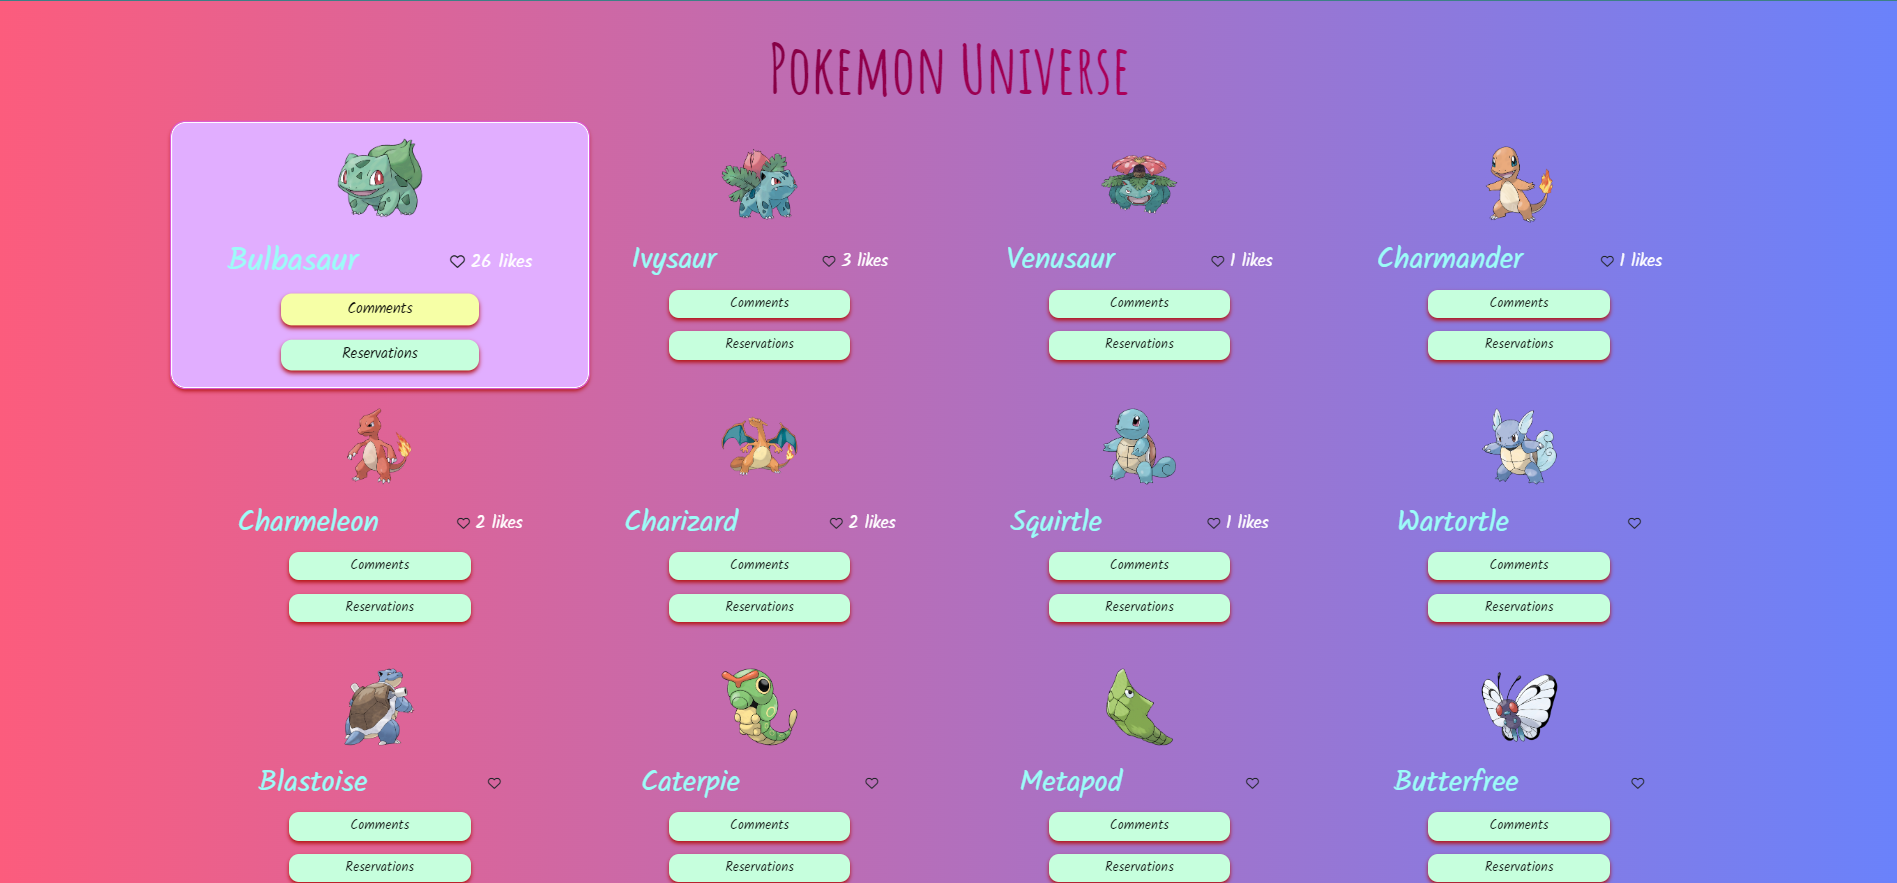 Pokemon Universe
Bulbasaur 26 likes
Comments
Reservations
Ivysaur 3 likes
Comments
Reservations
Venusaur 1 likes
Comments
Reservations
Charmander 1 likes
Comments
Reservations
Charmeleon 2 likes
Comments
Reservations
Charizard 2 likes
Comments
Reservations
Squirtle 1 likes
Comments
Reservations
Wartortle
Comments
Reservations
Blastoise
Comments
Reservations
Caterpie
Comments
Reservations
Metapod
Comments
Reservations
Butterfree
Comments
Reservations